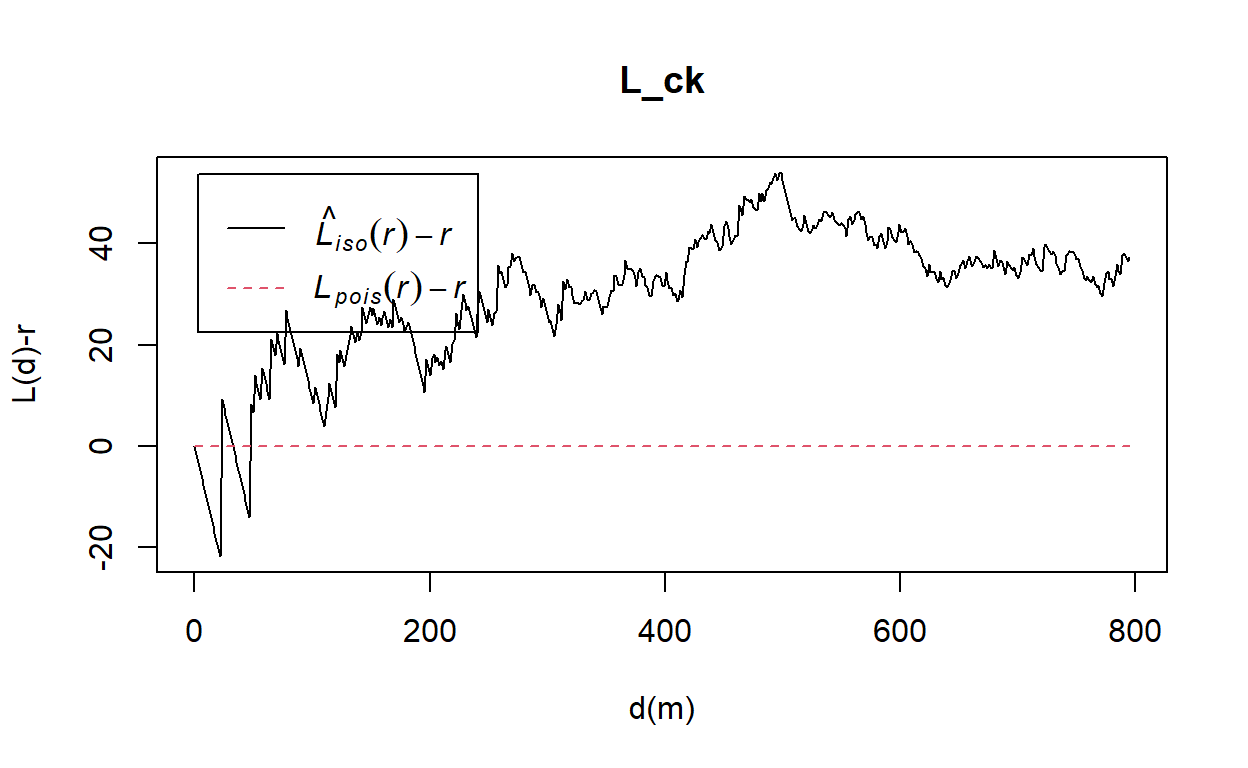 L_ck
L̂iso(r) – r
Lpois(r) – r
L(d)-r
40
20
0
-20
0 200 400 600 800
d(m)